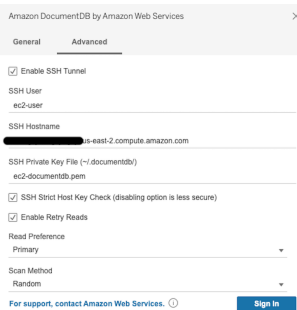 Amazon DocumentDB by Amazon Web Services
General Advanced
Enable SSH Tunnel
SSH User
ec2-user
SSH Hostname
us-east-2.compute.amazon.com
SSH Private Key File (~/.documentdb/)
ec2-documentdb.pem
SSH Strict Host Key Check (disabling option is less secure)
Enable Retry Reads
Read Preference
Primary
Scan Method
Random
For support, contact Amazon Web Services.
Sign In